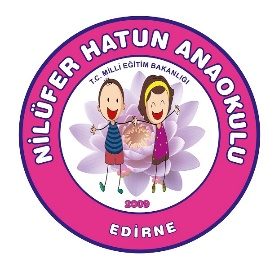 NİLÜFER HATUN ANAOKULU
T.C. MİLLİ EĞİTİM BAKANLIĞI
2009
EDİRNE